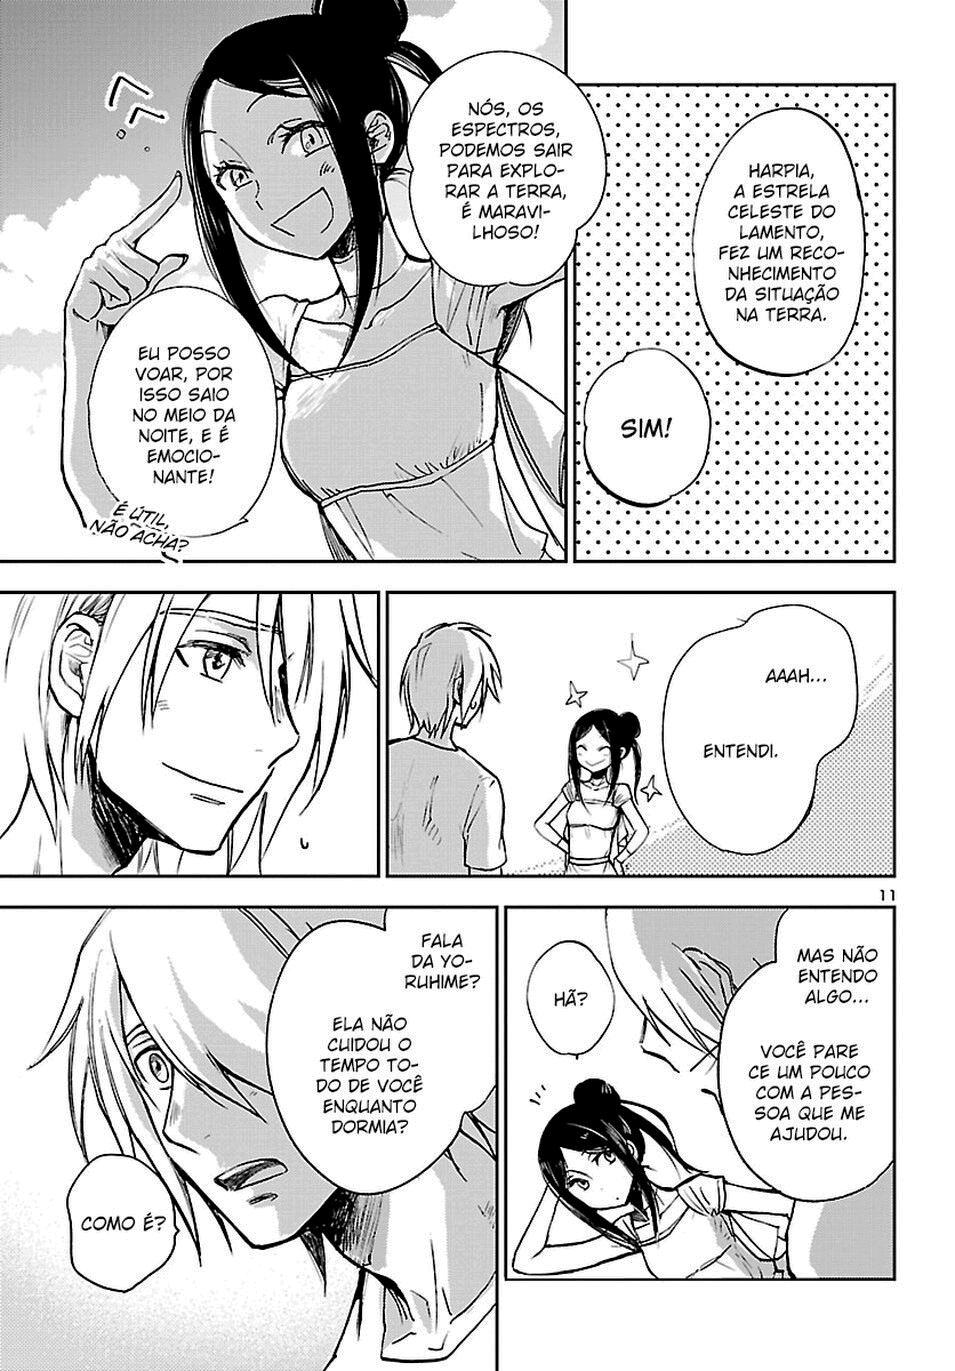 HARPIA,
A ESTRELA
CELESTE DO
LAMENTO,
FEZ UM RECO-
NHECIMENTO
DA SITUAÇÃO
NA TERRA.
SIM!
NÓS, OS
ESPECTROS,
PODEMOS SAIR
PARA EXPLO-
RAR A TERRA,
É MARAVI-
LHOSO!
EU POSSO
VOAR, POR
ISSO SAIO
NO MEIO DA
NOITE, E É
EMOCIO-
NANTE!
É ÚTIL,
NÃO ACHA?
AAAH...
ENTENDI.
11
MAS NÃO
ENTENDO
ALGO...
VOCÊ PARE
CE UM POUCO
COM A PES-
SOA QUE ME
AJUDOU.
HÃ?
FALA
DA YO-
RUHIME?
ELA NÃO
CUIDOU O
TEMPO TO-
DO DE VOCÊ
ENQUANTO
DORMIA?
COMO É?